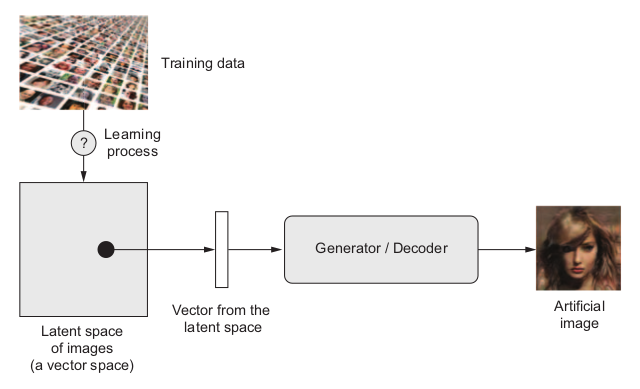 Training data
?
Learning
process
Generator / Decoder
Vector from the
latent space
Latent space
of images
(a vector space)
Artificial
image